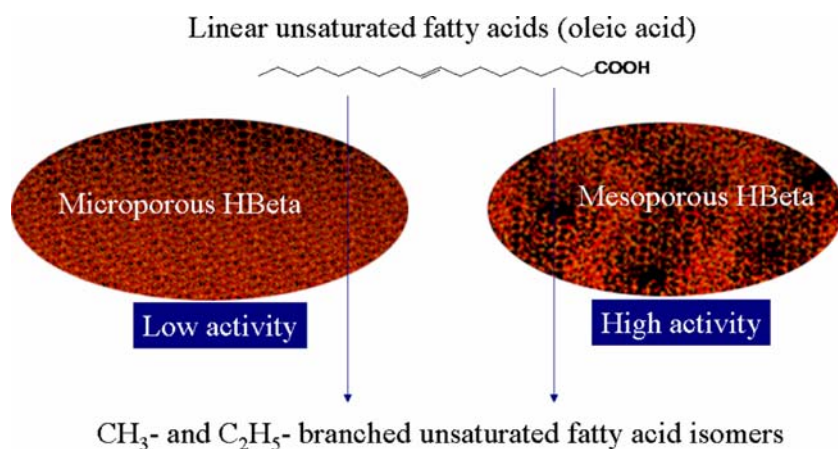 Linear unsaturated fatty acids (oleic acid)
COOH
Microporous HBeta
Mesoporous HBeta
Low activity
High activity
CH₃- and C₂H₅- branched unsaturated fatty acid isomers